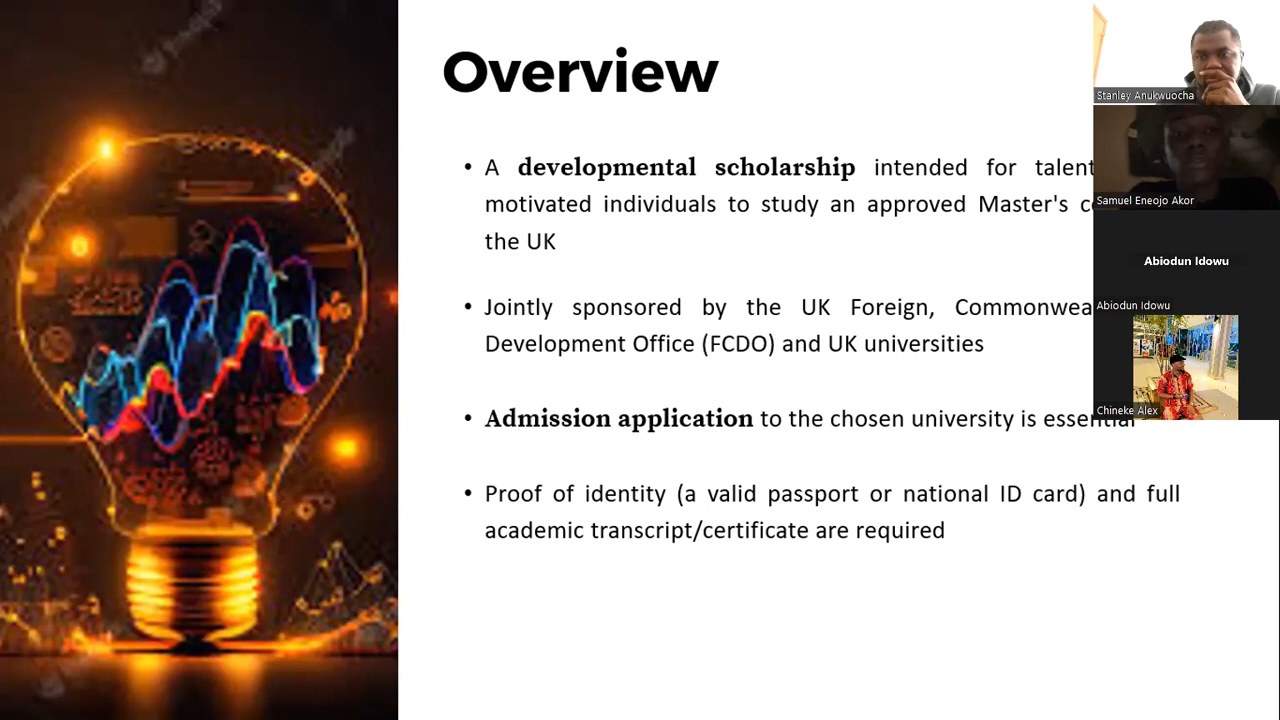 Overview
• A developmental scholarship intended for talent
motivated individuals to study an approved Master's
the UK
• Jointly sponsored by the UK Foreign,
Development Office (FCDO) and UK universities
• Admission application to the chosen university is essential
• Proof of identity (a valid passport or national ID card) and full
academic transcript/certificate are required
Stanley Anukwuocha
Samuel Eneojo Akor
Abiodun Idowu
Abiodun Idowu
Chineke Alex